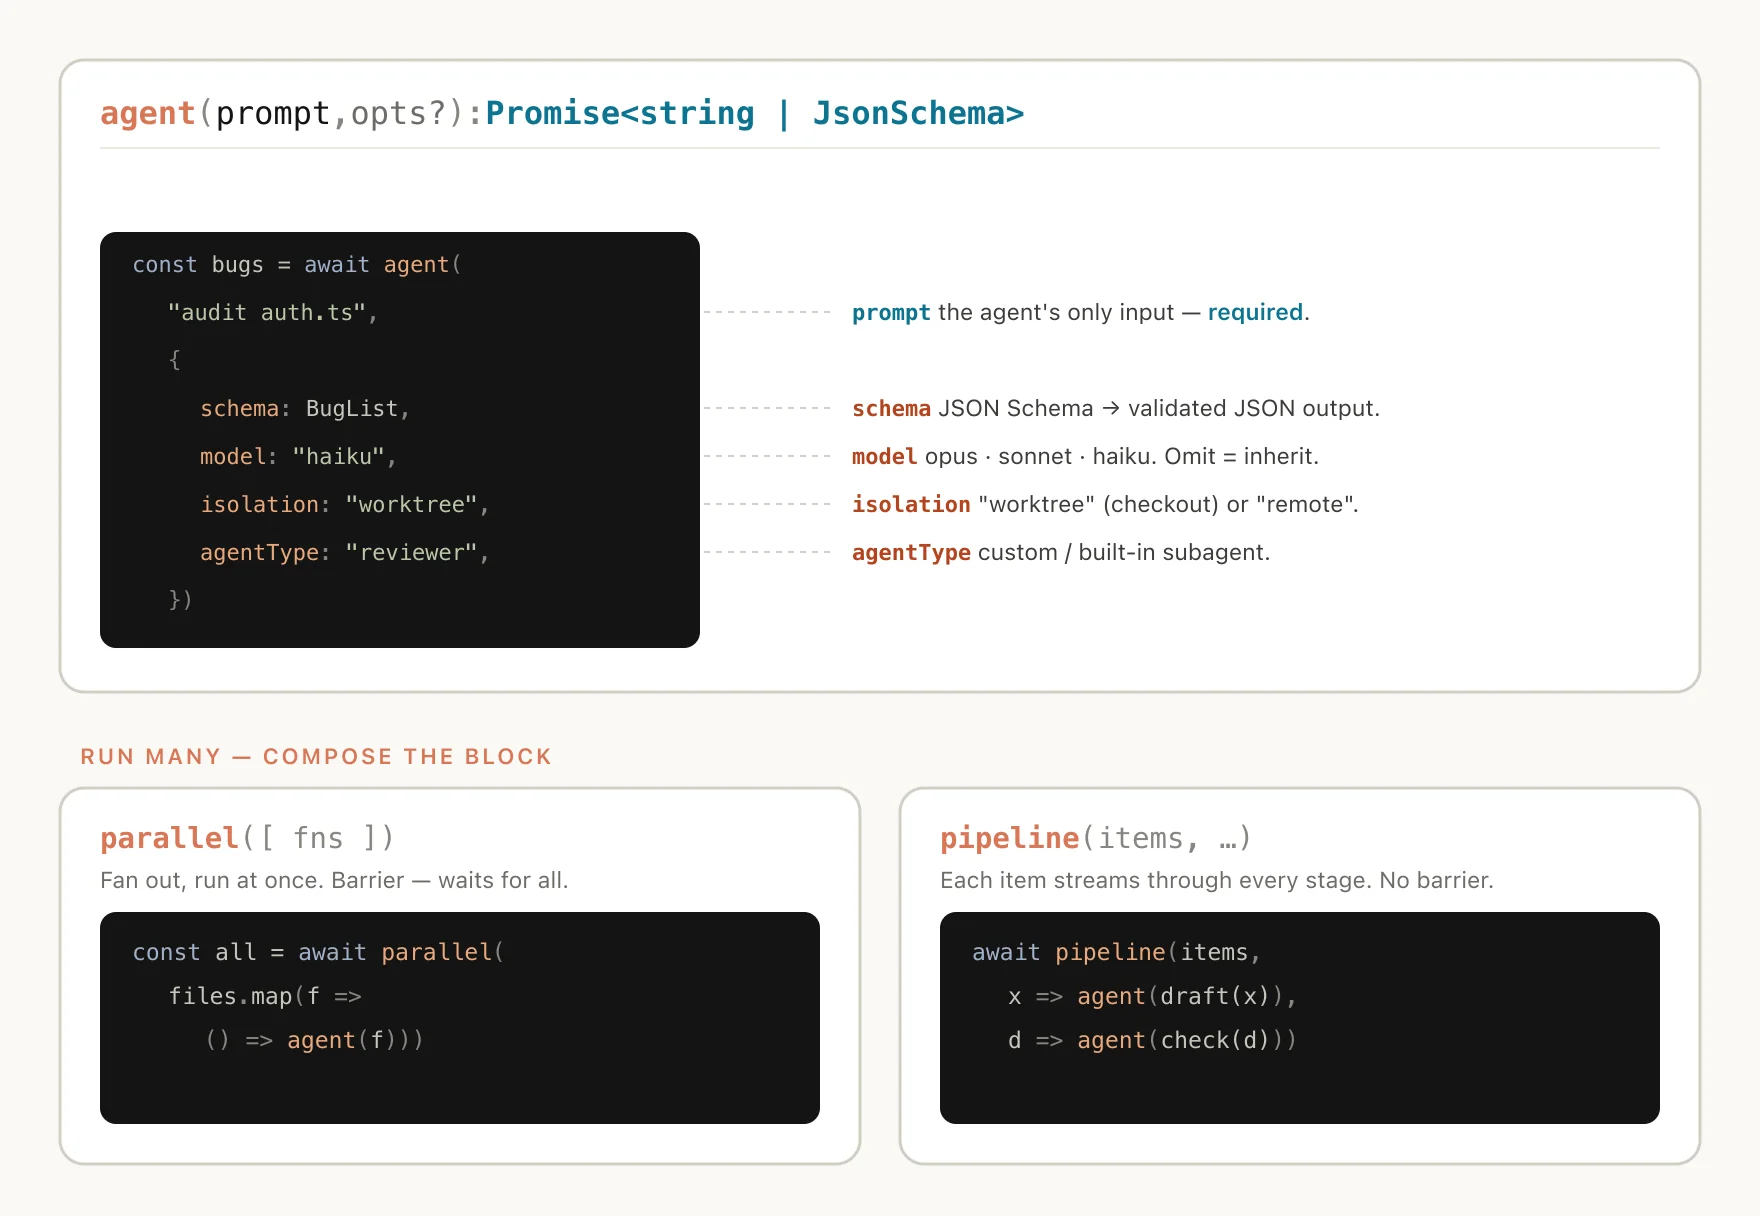 agent(prompt,opts?):Promise<string | JsonSchema>
const bugs = await agent(
"audit auth.ts",
{
schema: BugList,
model: "haiku",
isolation: "worktree",
agentType: "reviewer",
})
prompt the agent's only input — required.
schema JSON Schema → validated JSON output.
model opus · sonnet · haiku. Omit = inherit.
isolation "worktree" (checkout) or "remote".
agentType custom / built-in subagent.
RUN MANY — COMPOSE THE BLOCK
parallel([ fns ])
Fan out, run at once. Barrier — waits for all.
const all = await parallel(
files.map(f =>
() => agent(f)))
pipeline(items, …)
Each item streams through every stage. No barrier.
await pipeline(items,
x => agent(draft(x)),
d => agent(check(d)))